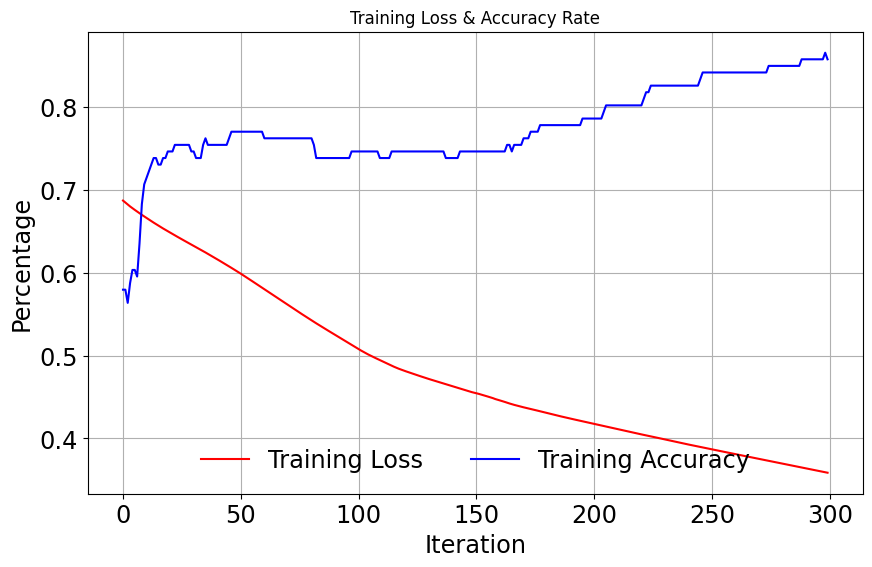 Training Loss & Accuracy Rate
Percentage
0.8
0.7
0.6
0.5
0.4
Training Loss Training Accuracy
0 50 100 150 200 250 300
Iteration